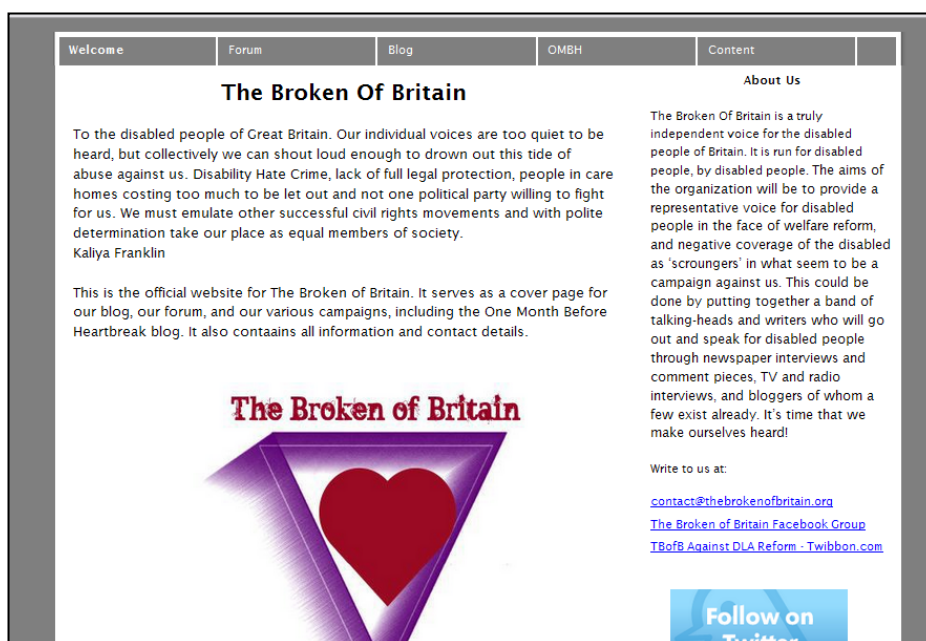 Welcome
Forum
Blog
OMBH
Content
The Broken Of Britain
To the disabled people of Great Britain. Our individual voices are too quiet to be
heard, but collectively we can shout loud enough to drown out this tide of
abuse against us. Disability Hate Crime, lack of full legal protection, people in care
homes costing too much to be let out and not one political party willing to fight
for us. We must emulate other successful civil rights movements and with polite
determination take our place as equal members of society.
Kaliya Franklin
This is the official website for The Broken of Britain. It serves as a cover page for
our blog, our forum, and our various campaigns, including the One Month Before
Heartbreak blog. It also contaains all information and contact details.
The Broken of Britain
About Us
The Broken Of Britain is a truly
independent voice for the disabled
people of Britain. It is run for disabled
people, by disabled people. The aims of
the organization will be to provide a
representative voice for disabled
people in the face of welfare reform,
and negative coverage of the disabled
as ‘scroungers’ in what seem to be a
campaign against us. This could be
done by putting together a band of
talking-heads and writers who will go
out and speak for disabled people
through newspaper interviews and
comment pieces, TV and radio
interviews, and bloggers of whom a
few exist already. It’s time that we
make ourselves heard!
Write to us at:
contact@thebrokenofbritain.org
The Broken of Britain Facebook Group
TBofB Against DLA Reform - Twibbon.com
Follow on
Twitter